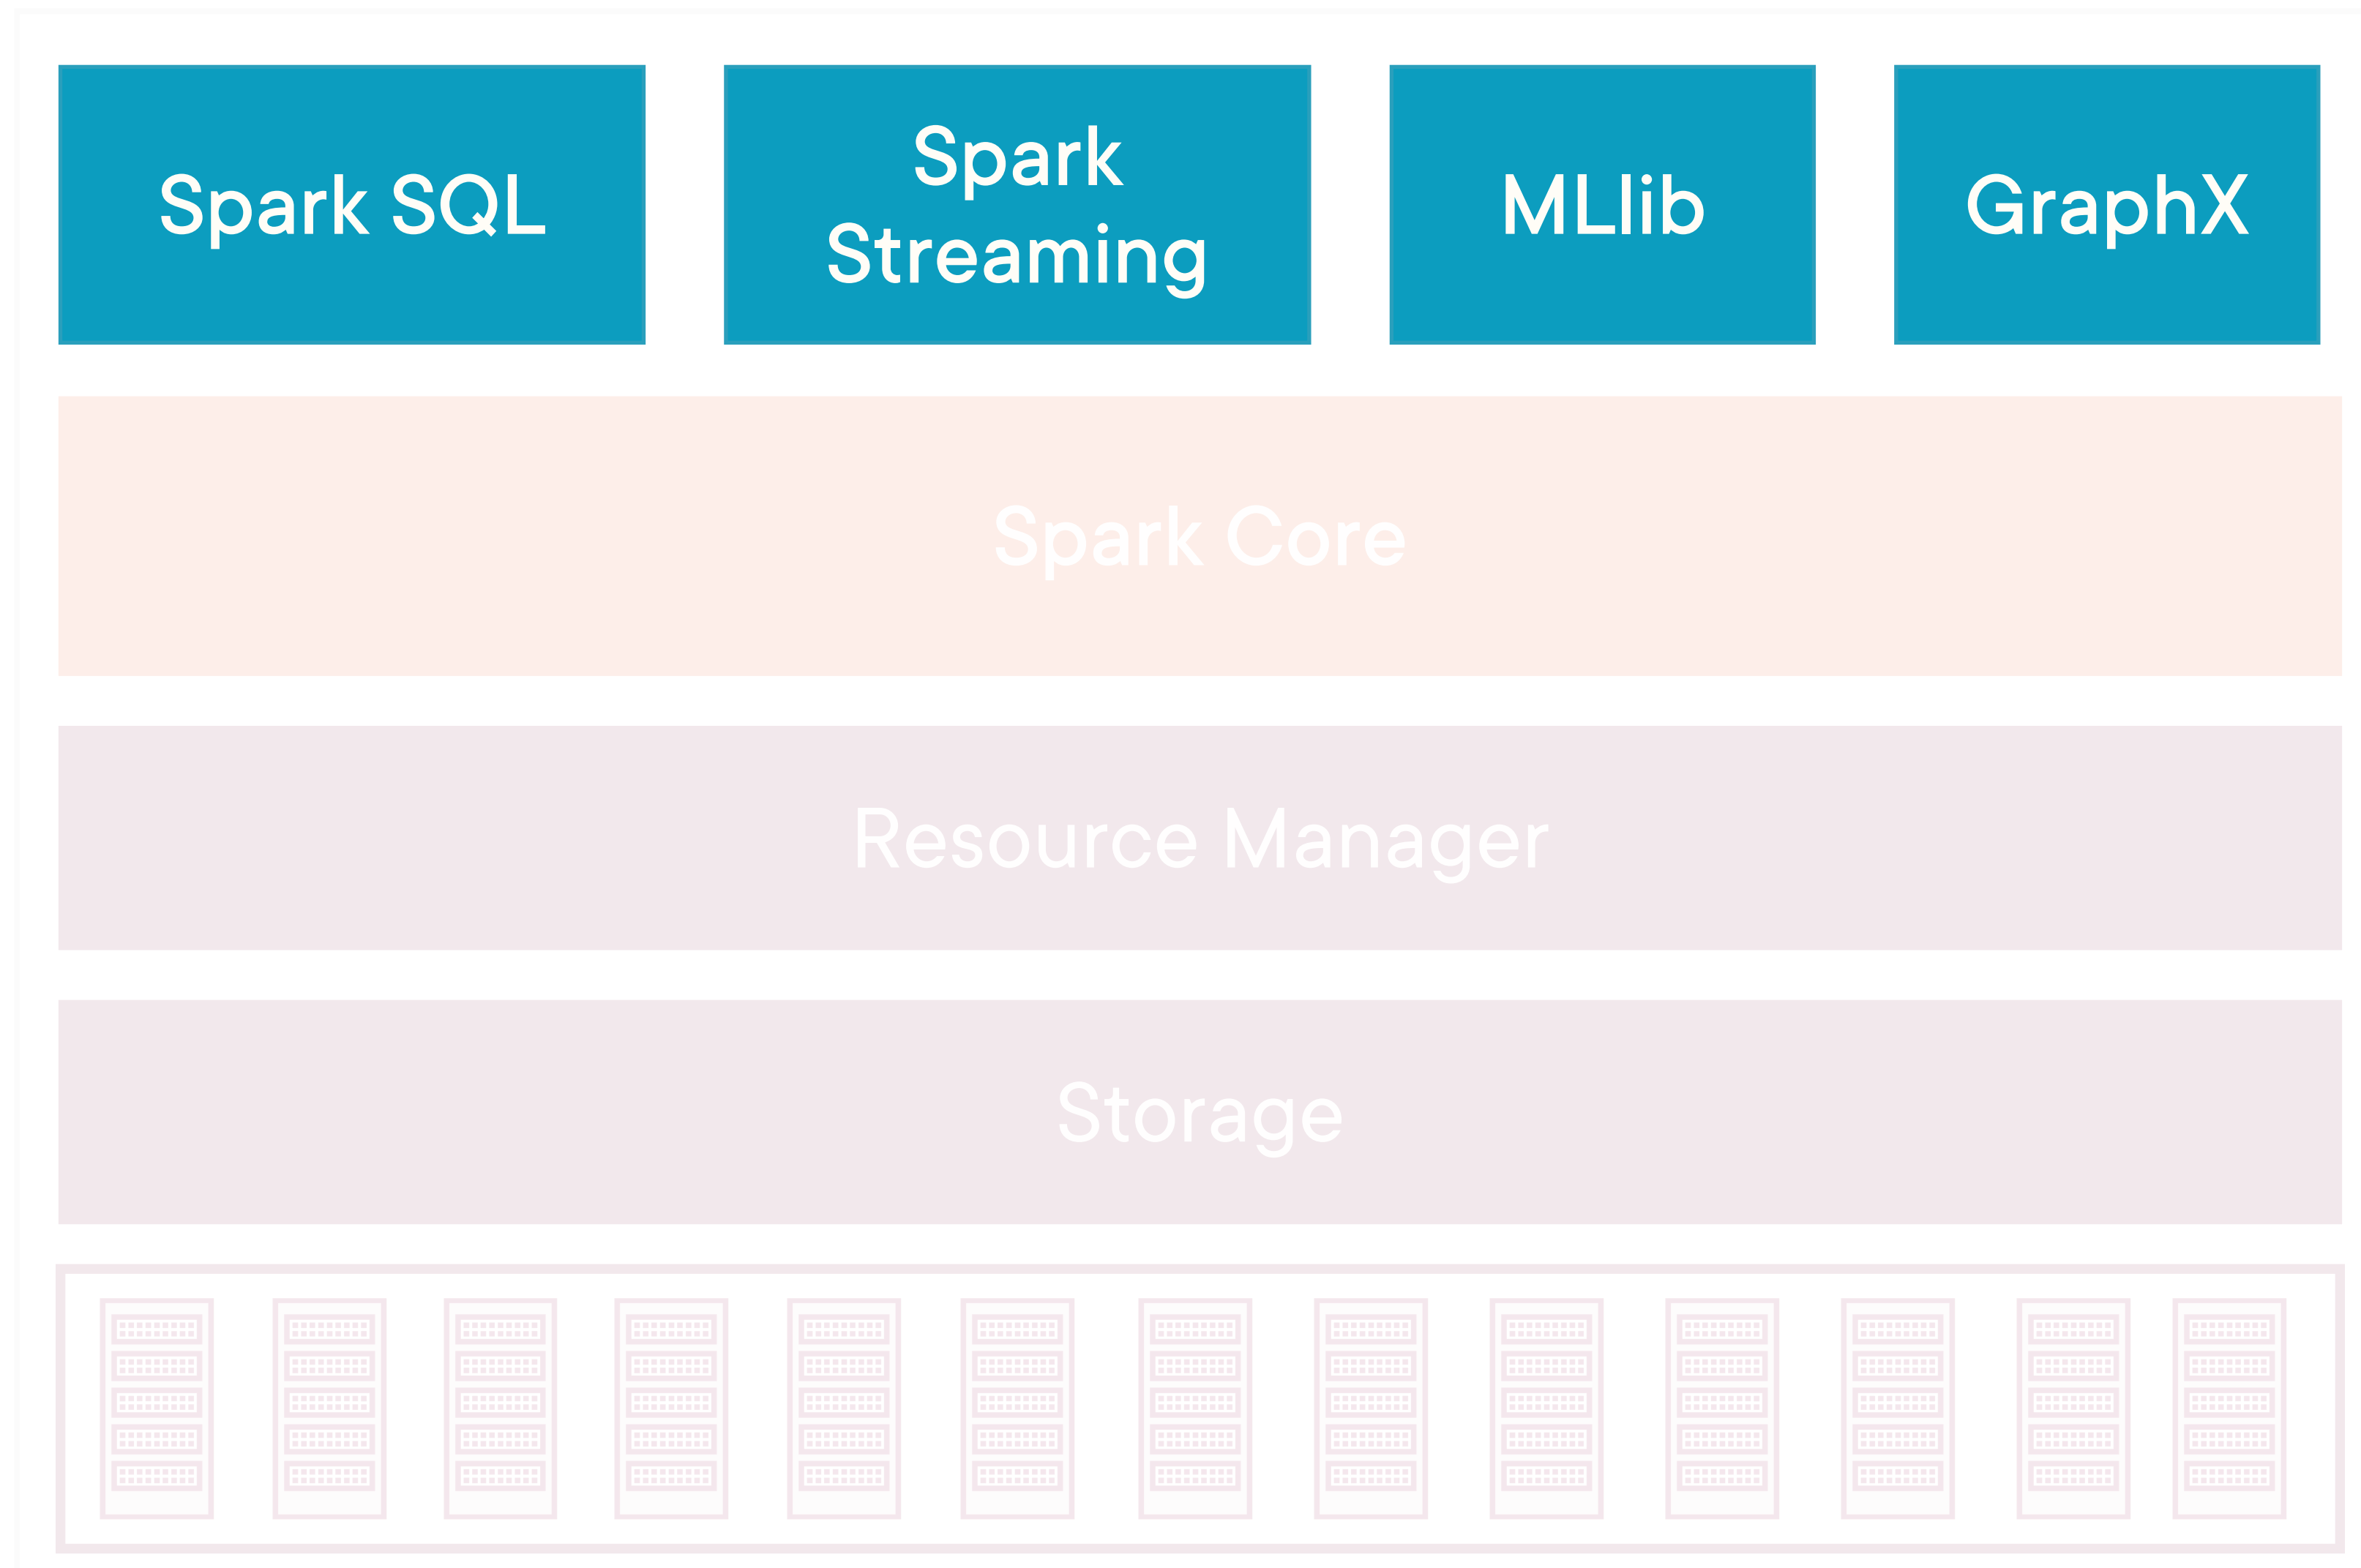 Spark SQL
Spark
Streaming
MLlib
GraphX
Spark Core
Resource Manager
Storage